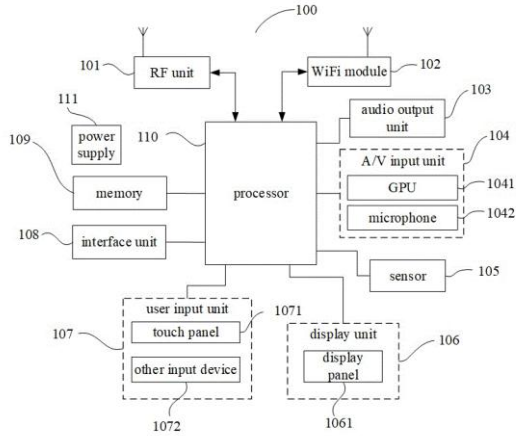 100
101
RF unit
WiFi module
102
111
power
supply
110
audio output
unit
103
109
memory
processor
A/V input unit
104
GPU
1041
microphone
1042
108
interface unit
sensor
105
user input unit
107
touch panel
1071
other input device
1072
display unit
106
display
panel
1061